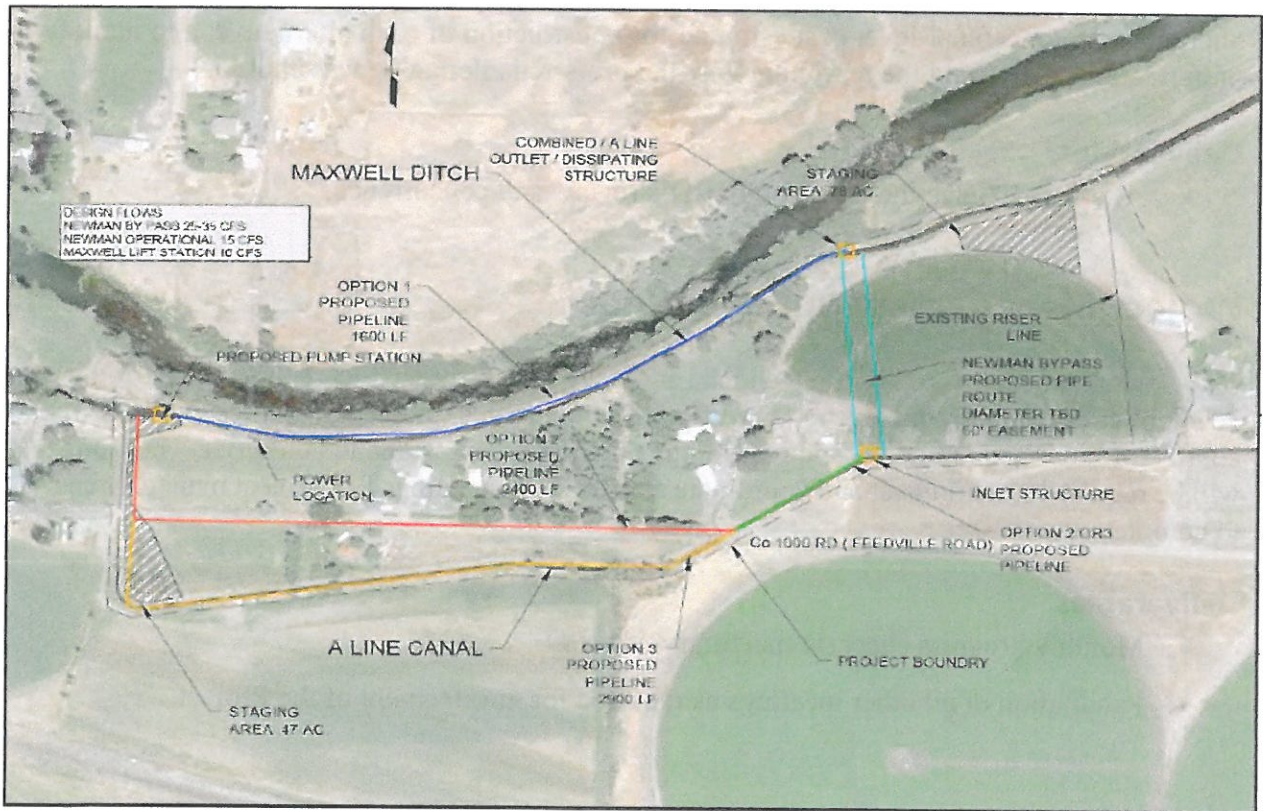 COMBINED / A LINE
OUTLET / DISSIPATING
STRUCTURE
MAXWELL DITCH
STAGING
AREA .78 AC
DESIGN FLOWS
NEWMAN BY PASS 25-35 CFS
NEWMAN OPERATIONAL 15 CFS
MAXWELL LIFT STATION 10 CFS
OPTION 1
PROPOSED
PIPELINE
1600 LF
PROPOSED PUMP STATION
EXISTING RISER
LINE
NEWMAN BYPASS
PROPOSED PIPE
ROUTE
DIAMETER TBD
50' EASEMENT
OPTION 2
PROPOSED
PIPELINE
2400 LF
POWER
LOCATION
INLET STRUCTURE
Co 1000 RD ( FEEDVILLE ROAD)
OPTION 2 OR3
PROPOSED
PIPELINE
A LINE CANAL
OPTION 3
PROPOSED
PIPELINE
2900 LF
PROJECT BOUNDRY
STAGING
AREA .47 AC